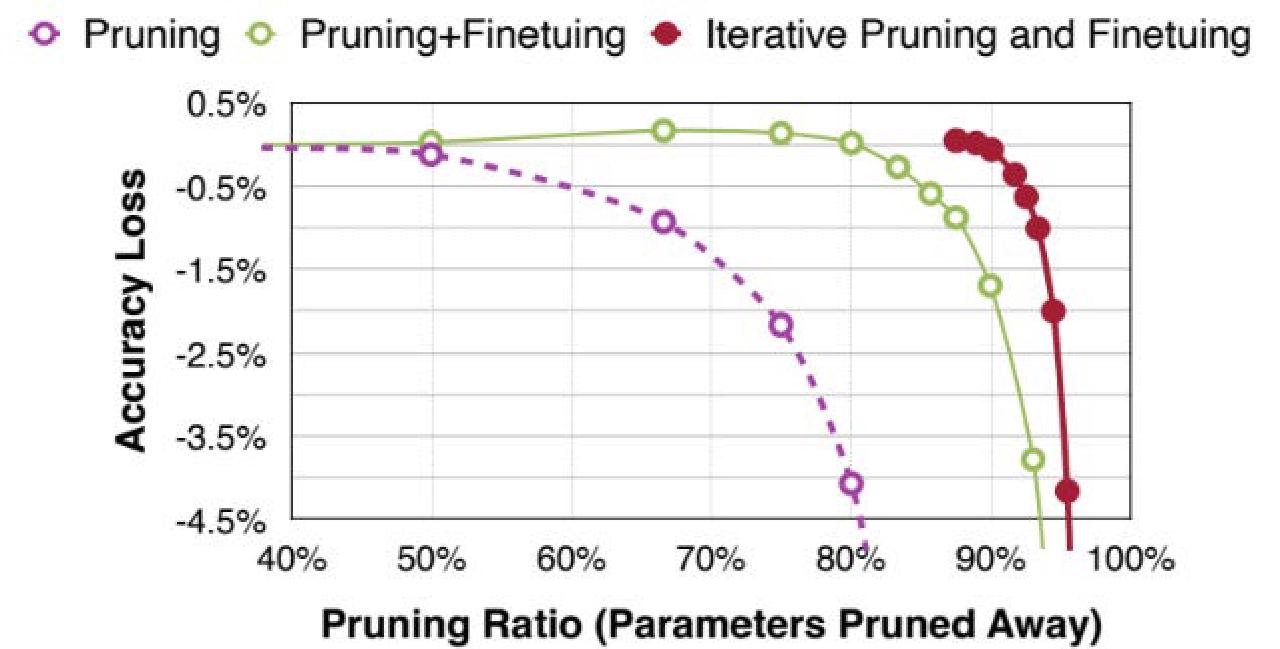 Pruning Pruning+Finetuing Iterative Pruning and Finetuing
0.5%
-0.5%
-1.5%
-2.5%
-3.5%
-4.5%
Accuracy Loss
40% 50% 60% 70% 80% 90% 100%
Pruning Ratio (Parameters Pruned Away)